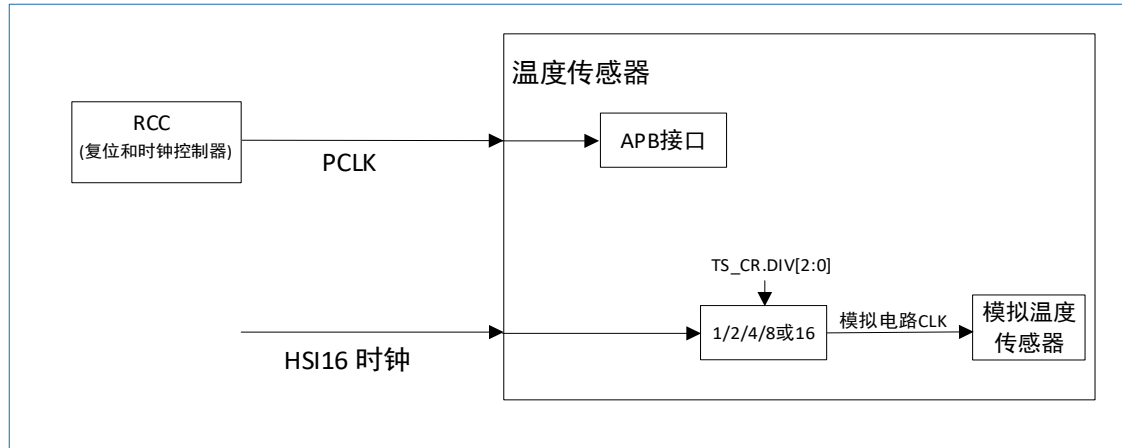 温度传感器
RCC
(复位和时钟控制器)
PCLK
APB接口
TS_CR.DIV[2:0]
HSI16 时钟
1/2/4/8或16
模拟电路CLK
模拟温度
传感器